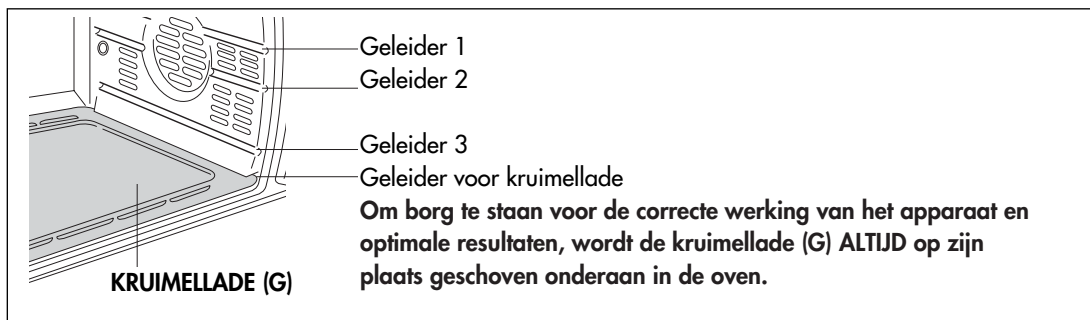 Geleider 1
Geleider 2
Geleider 3
Geleider voor kruimellade
Om borg te staan voor de correcte werking van het apparaat en
optimale resultaten, wordt de kruimellade (G) ALTIJD op zijn
plaats geschoven onderaan in de oven.
KRUIMELLADE (G)